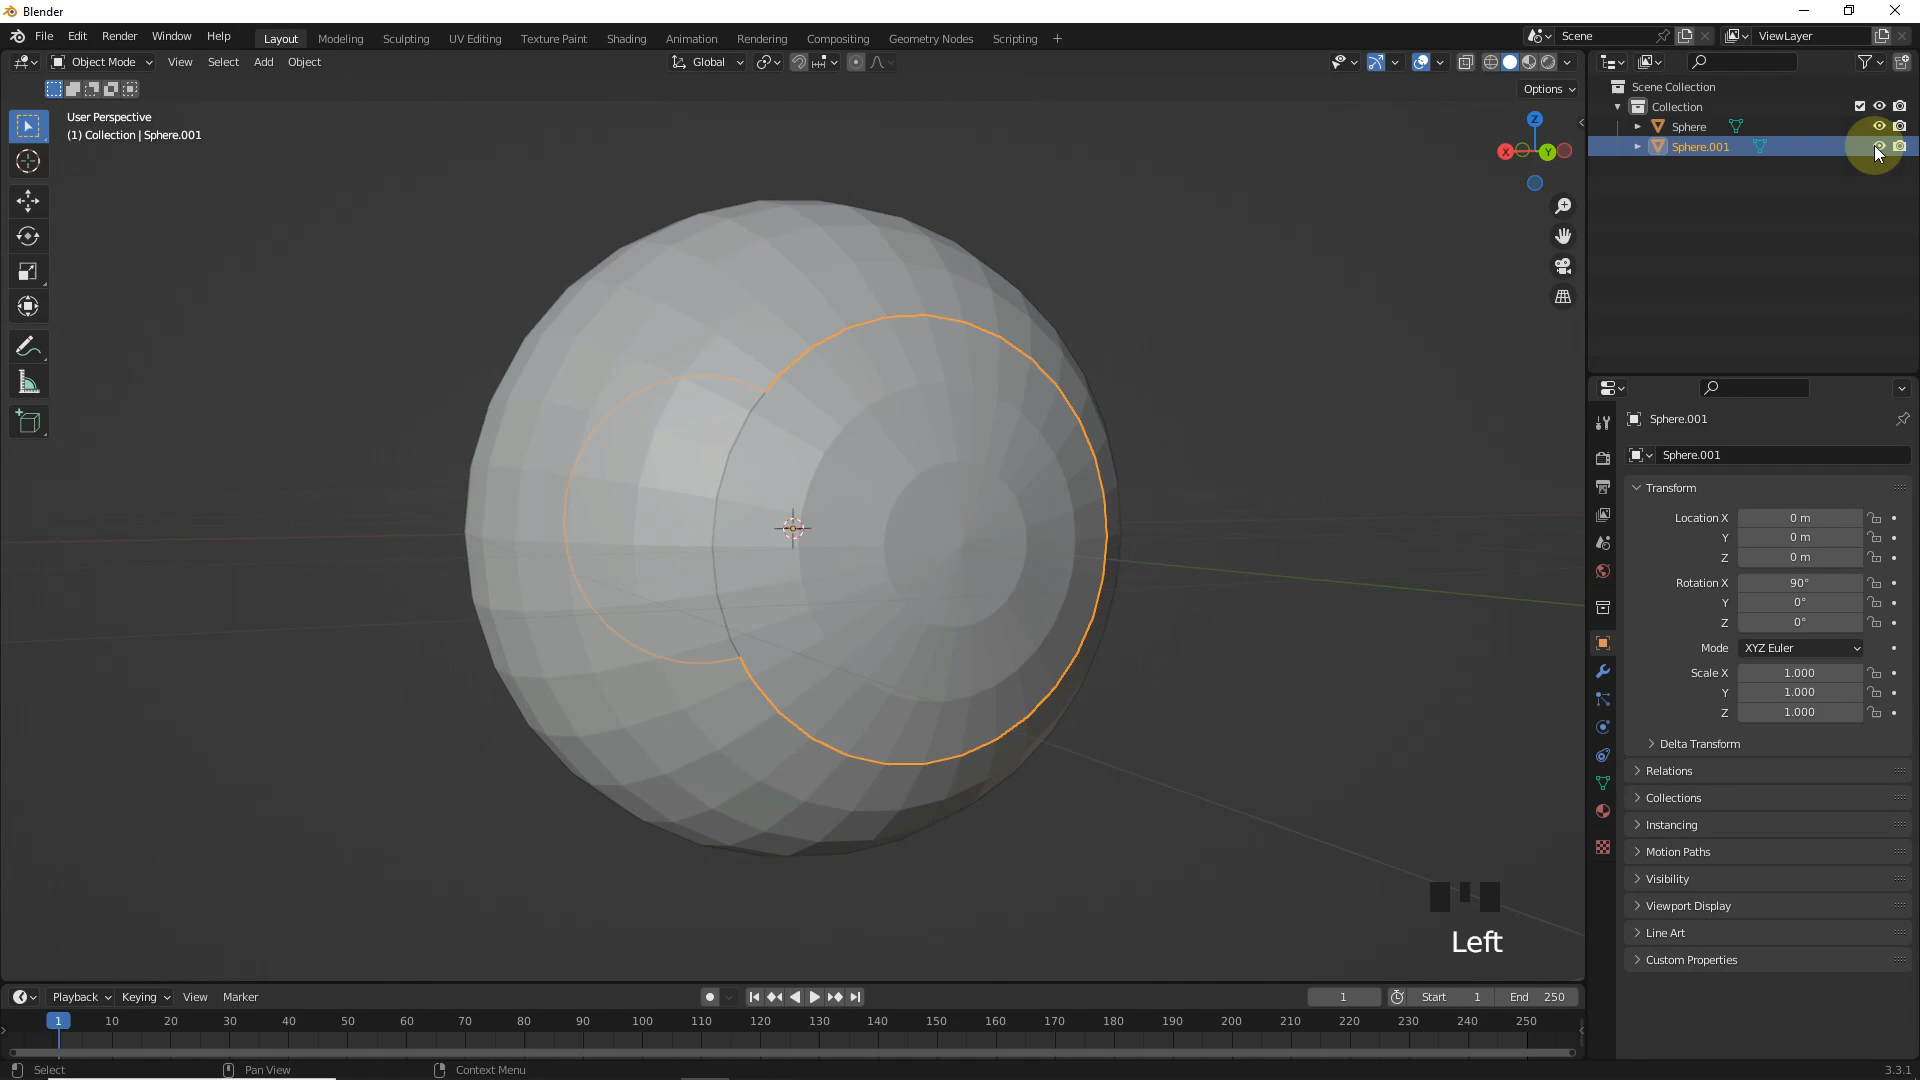 Blender
File Edit Render Window Help
Layout Modeling Sculpting UV Editing Texture Paint Shading Animation Rendering Compositing Geometry Nodes Scripting
Scene
ViewLayer
Object Mode View Select Add Object
Global
Options
User Perspective
(1) Collection | Sphere.001
Z
X
Y
Scene Collection
Collection
Sphere
Sphere.001
Sphere.001
Sphere.001
Transform
Location X 0 m
Y 0 m
Z 0 m
Rotation X 90°
Y 0°
Z 0°
Mode XYZ Euler
Scale X 1.000
Y 1.000
Z 1.000
Delta Transform
Relations
Collections
Instancing
Motion Paths
Visibility
Viewport Display
Line Art
Custom Properties
Left
Playback Keying View Marker
1
Start 1 End 250
1 10 20 30 40 50 60 70 80 90 100 110 120 130 140 150 160 170 180 190 200 210 220 230 240 250
Select
Pan View
Context Menu
3.3.1